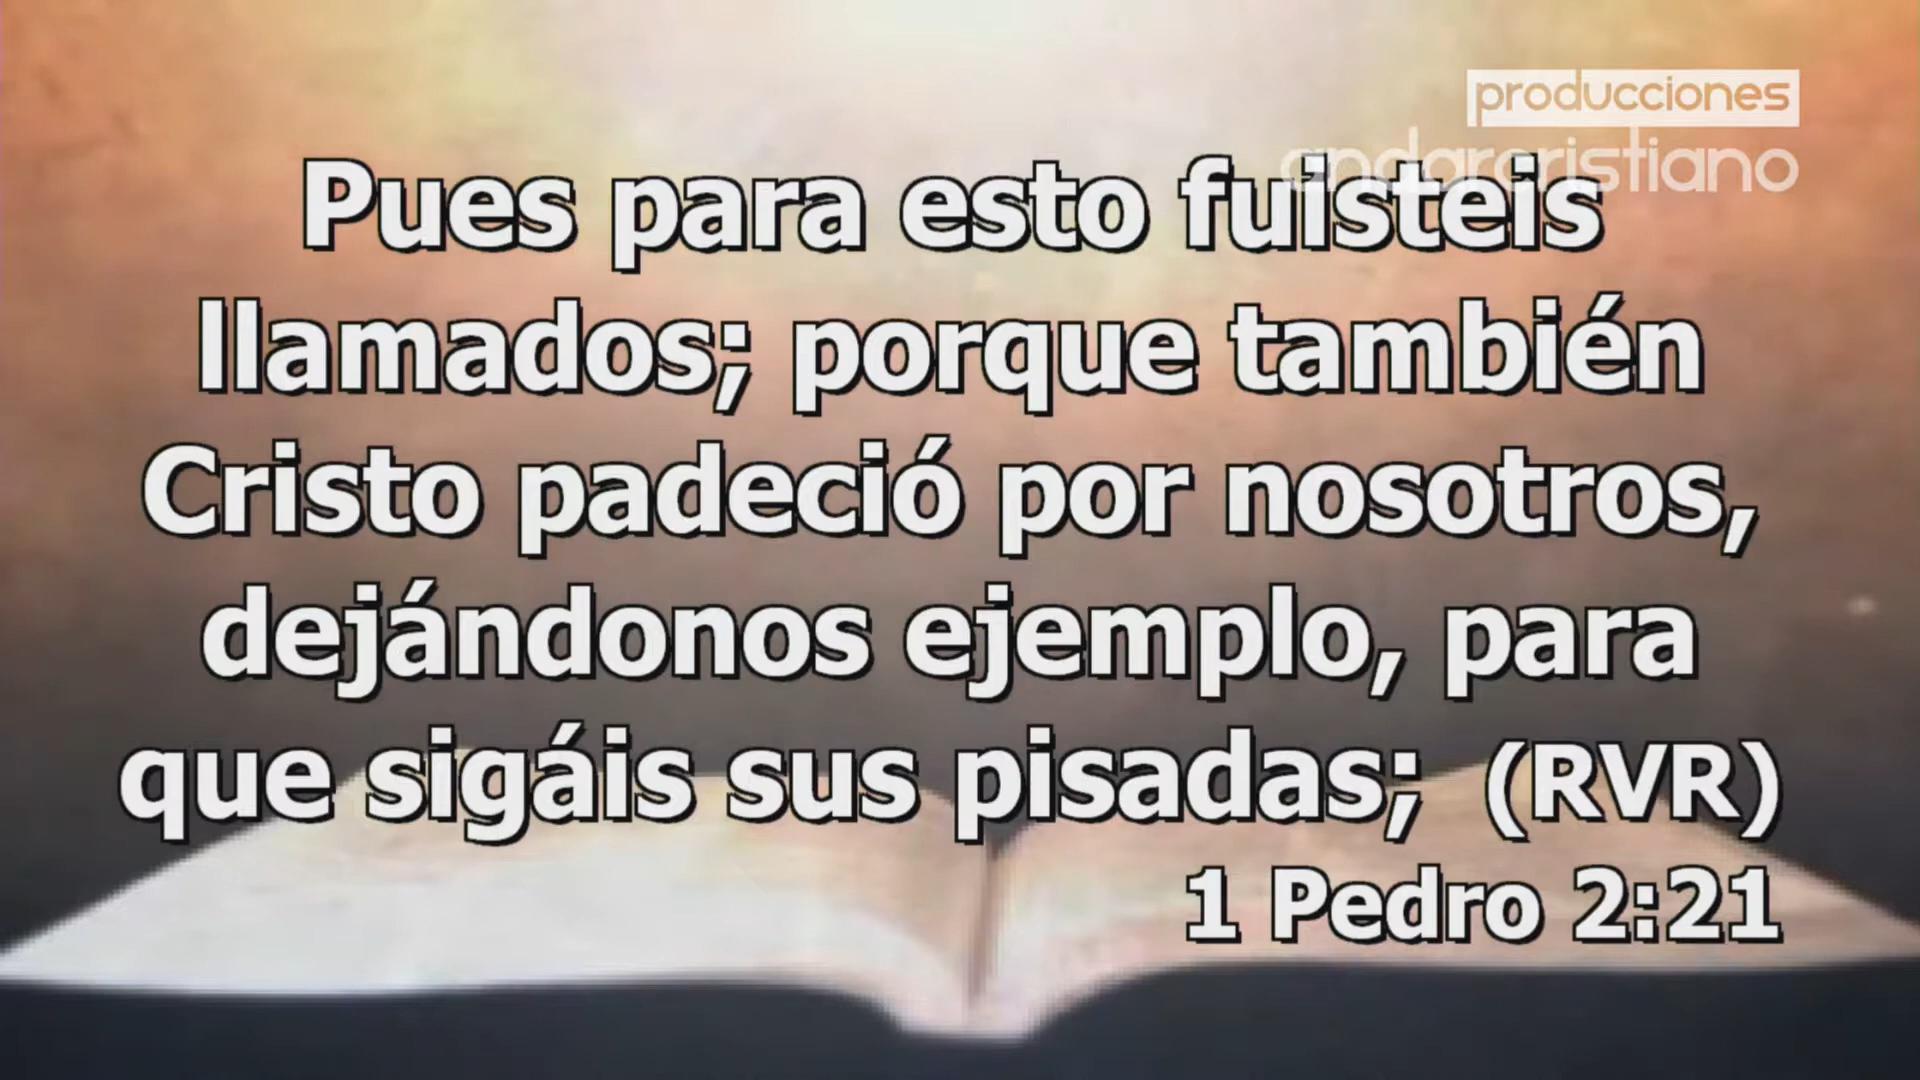 producciones
andarcristiano
Pues para esto fuisteis
llamados; porque también
Cristo padeció por nosotros,
dejándonos ejemplo, para
que sigáis sus pisadas; (RVR)
1 Pedro 2:21